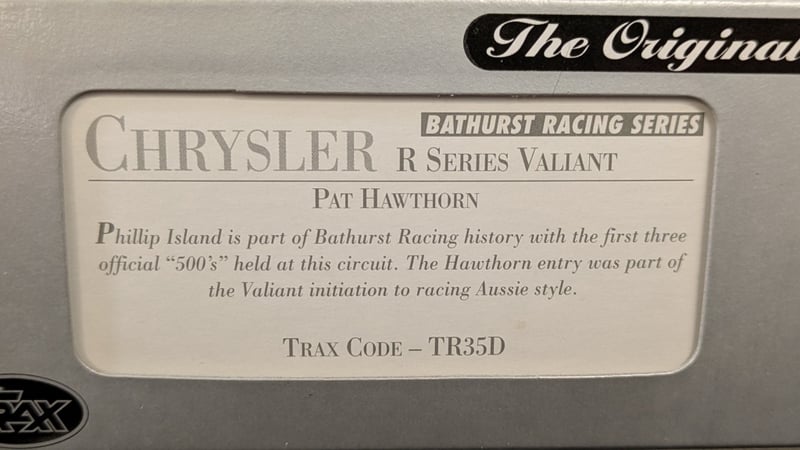 The Original
BATHURST RACING SERIES
CHRYSLER R SERIES VALIANT
PAT HAWTHORN
Phillip Island is part of Bathurst Racing history with the first three
official “500's” held at this circuit. The Hawthorn entry was part of
the Valiant initiation to racing Aussie style.
TRAX CODE – TR35D
TRAX